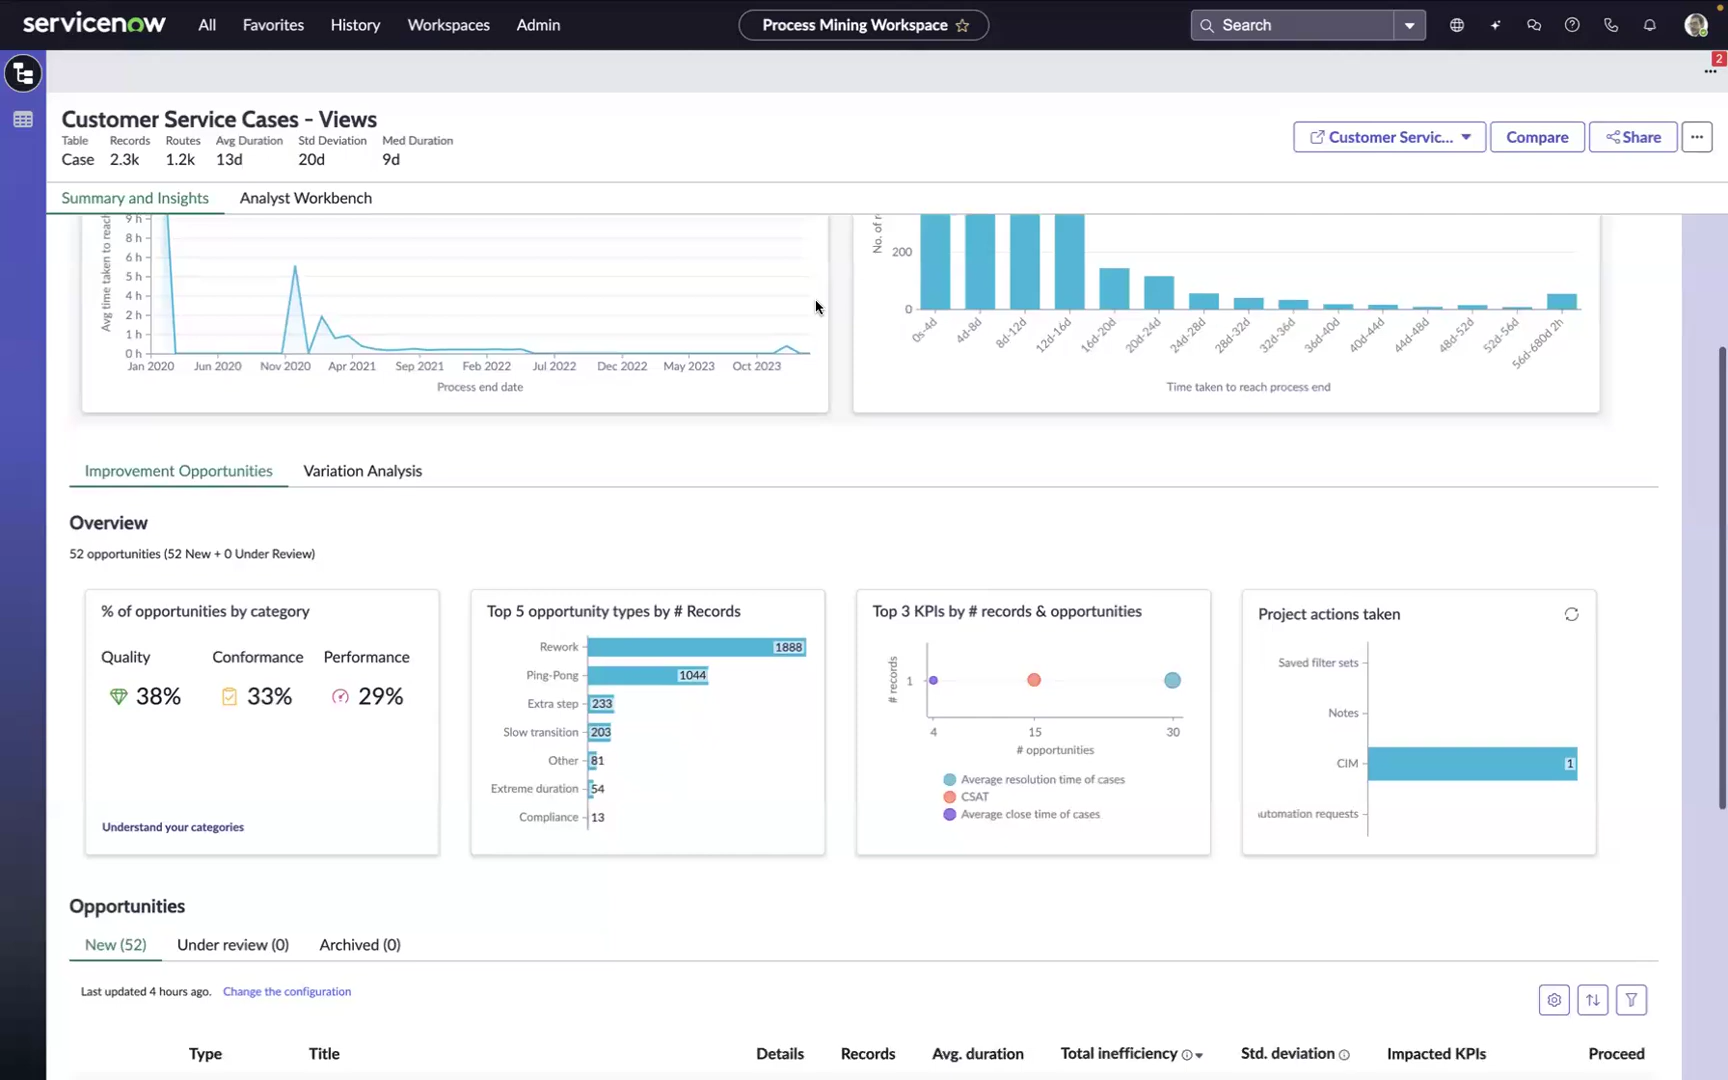 servicenow All Favorites History Workspaces Admin Process Mining Workspace Search
2
Customer Service Cases - Views
Table Records Routes Avg Duration Std Deviation Med Duration
Case 2.3k 1.2k 13d 20d 9d
Customer Servic... Compare Share
Summary and Insights Analyst Workbench
Avg time taken to reach
9 h
8 h
6 h
5 h
4 h
2 h
1 h
0 h
Jan 2020 Jun 2020 Nov 2020 Apr 2021 Sep 2021 Feb 2022 Jul 2022 Dec 2022 May 2023 Oct 2023
Process end date
No. of r
200
0
0s-4d 4d-8d 8d-12d 12d-16d 16d-20d 20d-24d 24d-28d 28d-32d 32d-36d 36d-40d 40d-44d 44d-48d 48d-52d 52d-56d 56d-680d 2h
Time taken to reach process end
Improvement Opportunities Variation Analysis
Overview
52 opportunities (52 New + 0 Under Review)
% of opportunities by category
Quality Conformance Performance
38% 33% 29%
Understand your categories
Top 5 opportunity types by # Records
Rework 1888
Ping-Pong 1044
Extra step 233
Slow transition 203
Other 81
Extreme duration 54
Compliance 13
Top 3 KPIs by # records & opportunities
# records
1
4 15 30
# opportunities
Average resolution time of cases
CSAT
Average close time of cases
Project actions taken
Saved filter sets
Notes
CIM 1
utomation requests
Opportunities
New (52) Under review (0) Archived (0)
Last updated 4 hours ago. Change the configuration
Type Title Details Records Avg. duration Total inefficiency Std. deviation Impacted KPIs Proceed